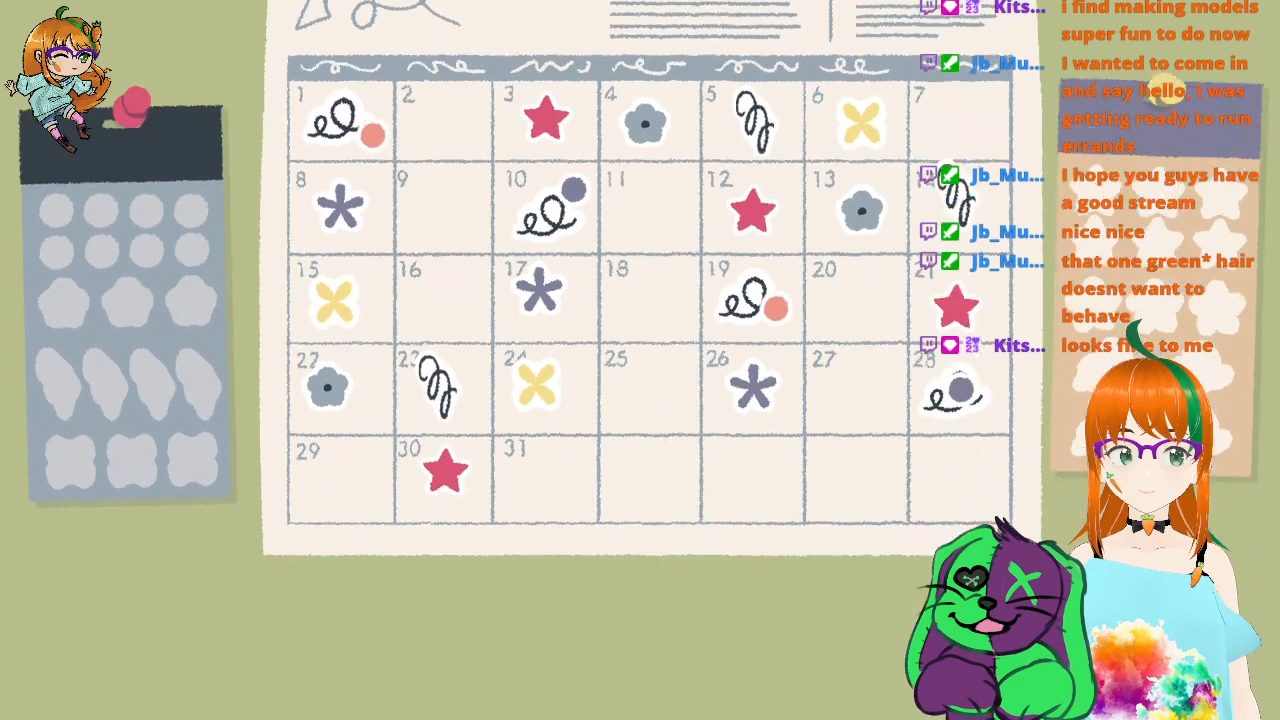 Kits... i find making models
super fun to do now
Jb_Mu... I wanted to come in
and say hello, I was
getting ready to run
errands
Jb_Mu... I hope you guys have
a good stream
Jb_Mu... nice nice
Jb_Mu... that one green* hair
doesnt want to
behave
Kits... looks fine to me
1 2 3 4 5 6 7
8 9 10 11 12 13 14
15 16 17 18 19 20 21
22 23 24 25 26 27 28
29 30 31